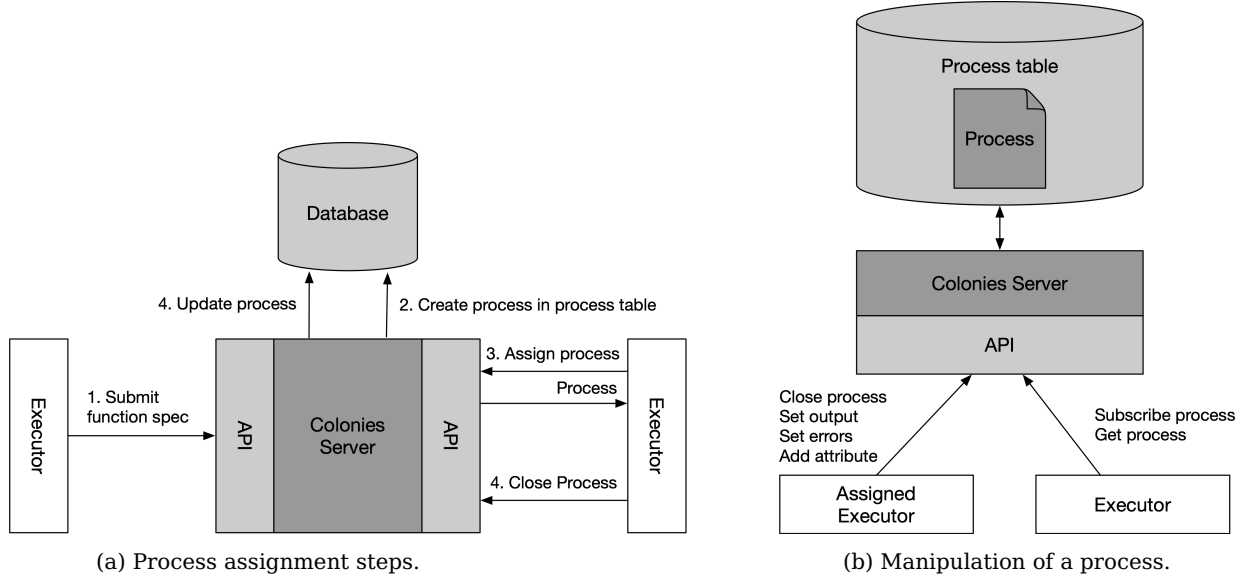 Database
4. Update process
2. Create process in process table
Executor
1. Submit
function spec
API
Colonies
Server
API
3. Assign process
Process
4. Close Process
Executor
(a) Process assignment steps.
Process table
Process
Colonies Server
API
Close process
Set output
Set errors
Add attribute
Subscribe process
Get process
Assigned
Executor
Executor
(b) Manipulation of a process.